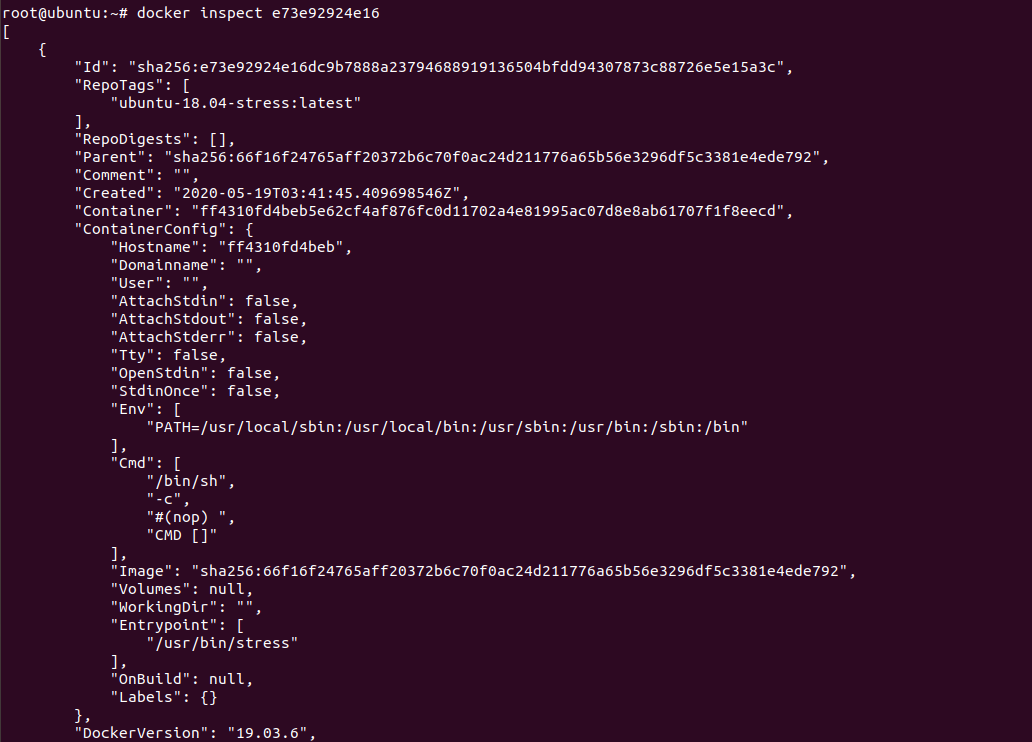 root@ubuntu:~# docker inspect e73e92924e16
[
    {
        "Id": "sha256:e73e92924e16dc9b7888a23794688919136504bfdd94307873c88726e5e15a3c",
        "RepoTags": [
            "ubuntu-18.04-stress:latest"
        ],
        "RepoDigests": [],
        "Parent": "sha256:66f16f24765aff20372b6c70f0ac24d211776a65b56e3296df5c3381e4ede792",
        "Comment": "",
        "Created": "2020-05-19T03:41:45.409698546Z",
        "Container": "ff4310fd4beb5e62cf4af876fc0d11702a4e81995ac07d8e8ab61707f1f8eecd",
        "ContainerConfig": {
            "Hostname": "ff4310fd4beb",
            "Domainname": "",
            "User": "",
            "AttachStdin": false,
            "AttachStdout": false,
            "AttachStderr": false,
            "Tty": false,
            "OpenStdin": false,
            "StdinOnce": false,
            "Env": [
                "PATH=/usr/local/sbin:/usr/local/bin:/usr/sbin:/usr/bin:/sbin:/bin"
            ],
            "Cmd": [
                "/bin/sh",
                "-c",
                "#(nop) ",
                "CMD []"
            ],
            "Image": "sha256:66f16f24765aff20372b6c70f0ac24d211776a65b56e3296df5c3381e4ede792",
            "Volumes": null,
            "WorkingDir": "",
            "Entrypoint": [
                "/usr/bin/stress"
            ],
            "OnBuild": null,
            "Labels": {}
        },
        "DockerVersion": "19.03.6",